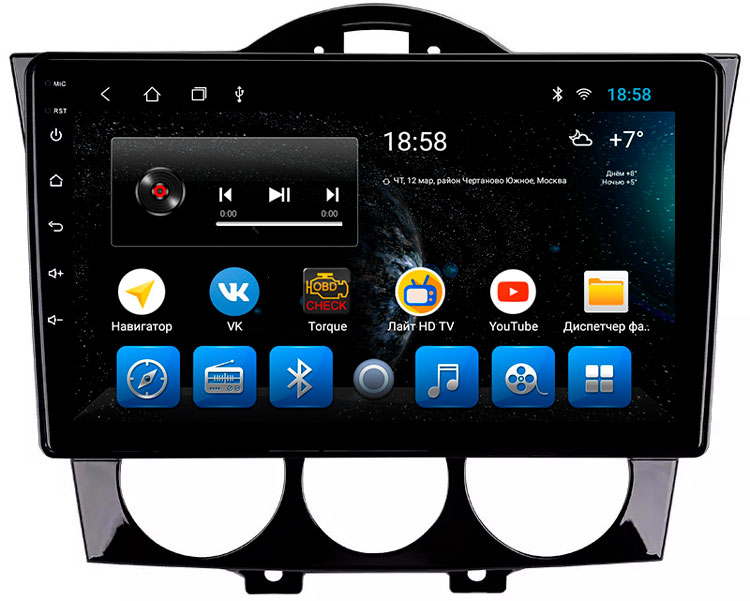 MIC
18:58
RST
18:58
+7°
ЧТ, 12 мар, район Чертаново Южное, Москва
Днём +8°
Ночью +5°
0:00
0:00
OBD
CHECK
Навигатор
VK
Torque
Лайт HD TV
YouTube
Диспетчер фа..